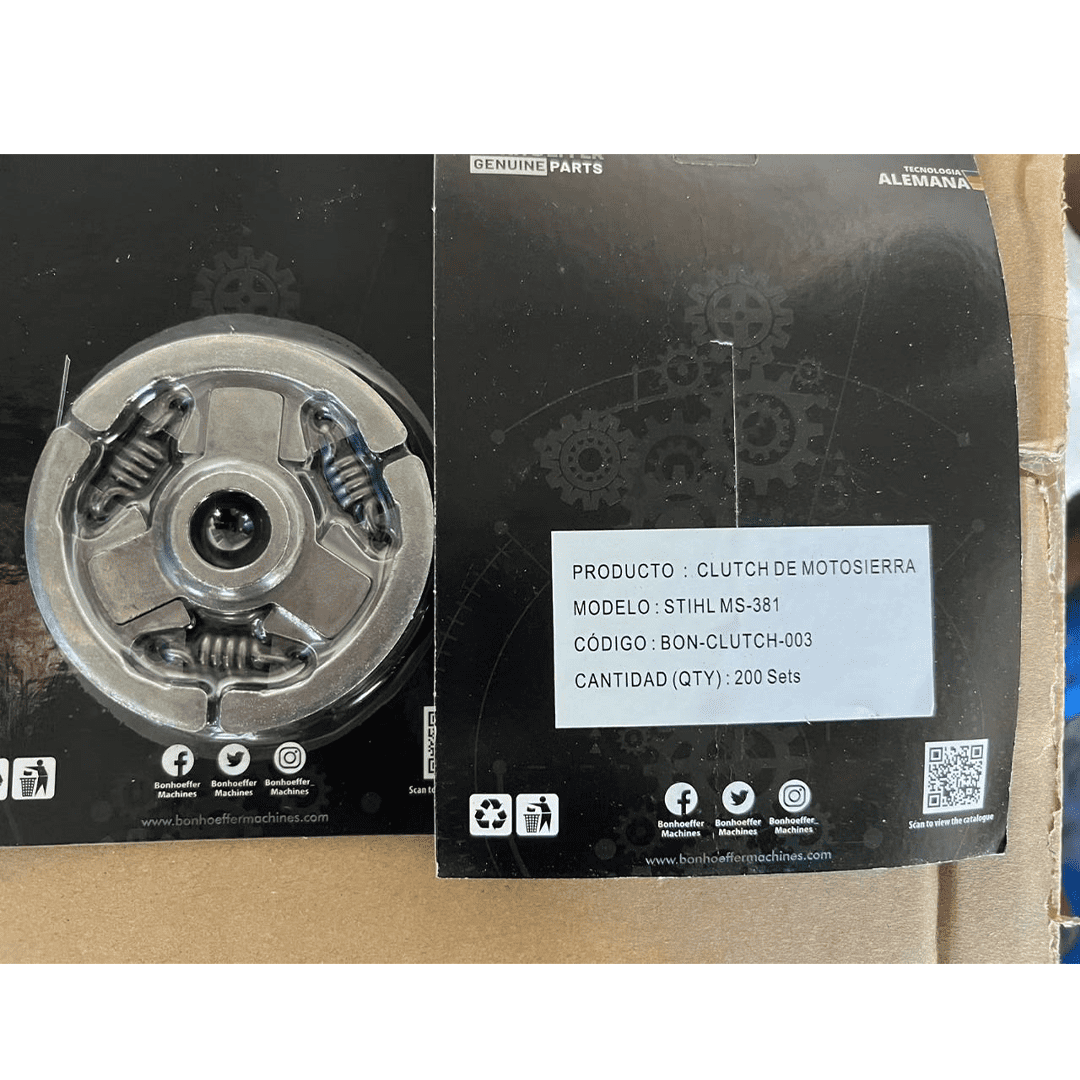 GENUINE PARTS
TECNOLOGIA
ALEMANA
PRODUCTO : CLUTCH DE MOTOSIERRA
MODELO : STIHL MS-381
CÓDIGO : BON-CLUTCH-003
CANTIDAD (QTY) : 200 Sets
Bonhoeffer Machines
Bonhoeffer Machines
Bonhoeffer_ Machines
Scan to
www.bonhoeffermachines.com
Bonhoeffer Machines
Bonhoeffer Machines
Bonhoeffer_ Machines
Scan to view the catalogue
www.bonhoeffermachines.com